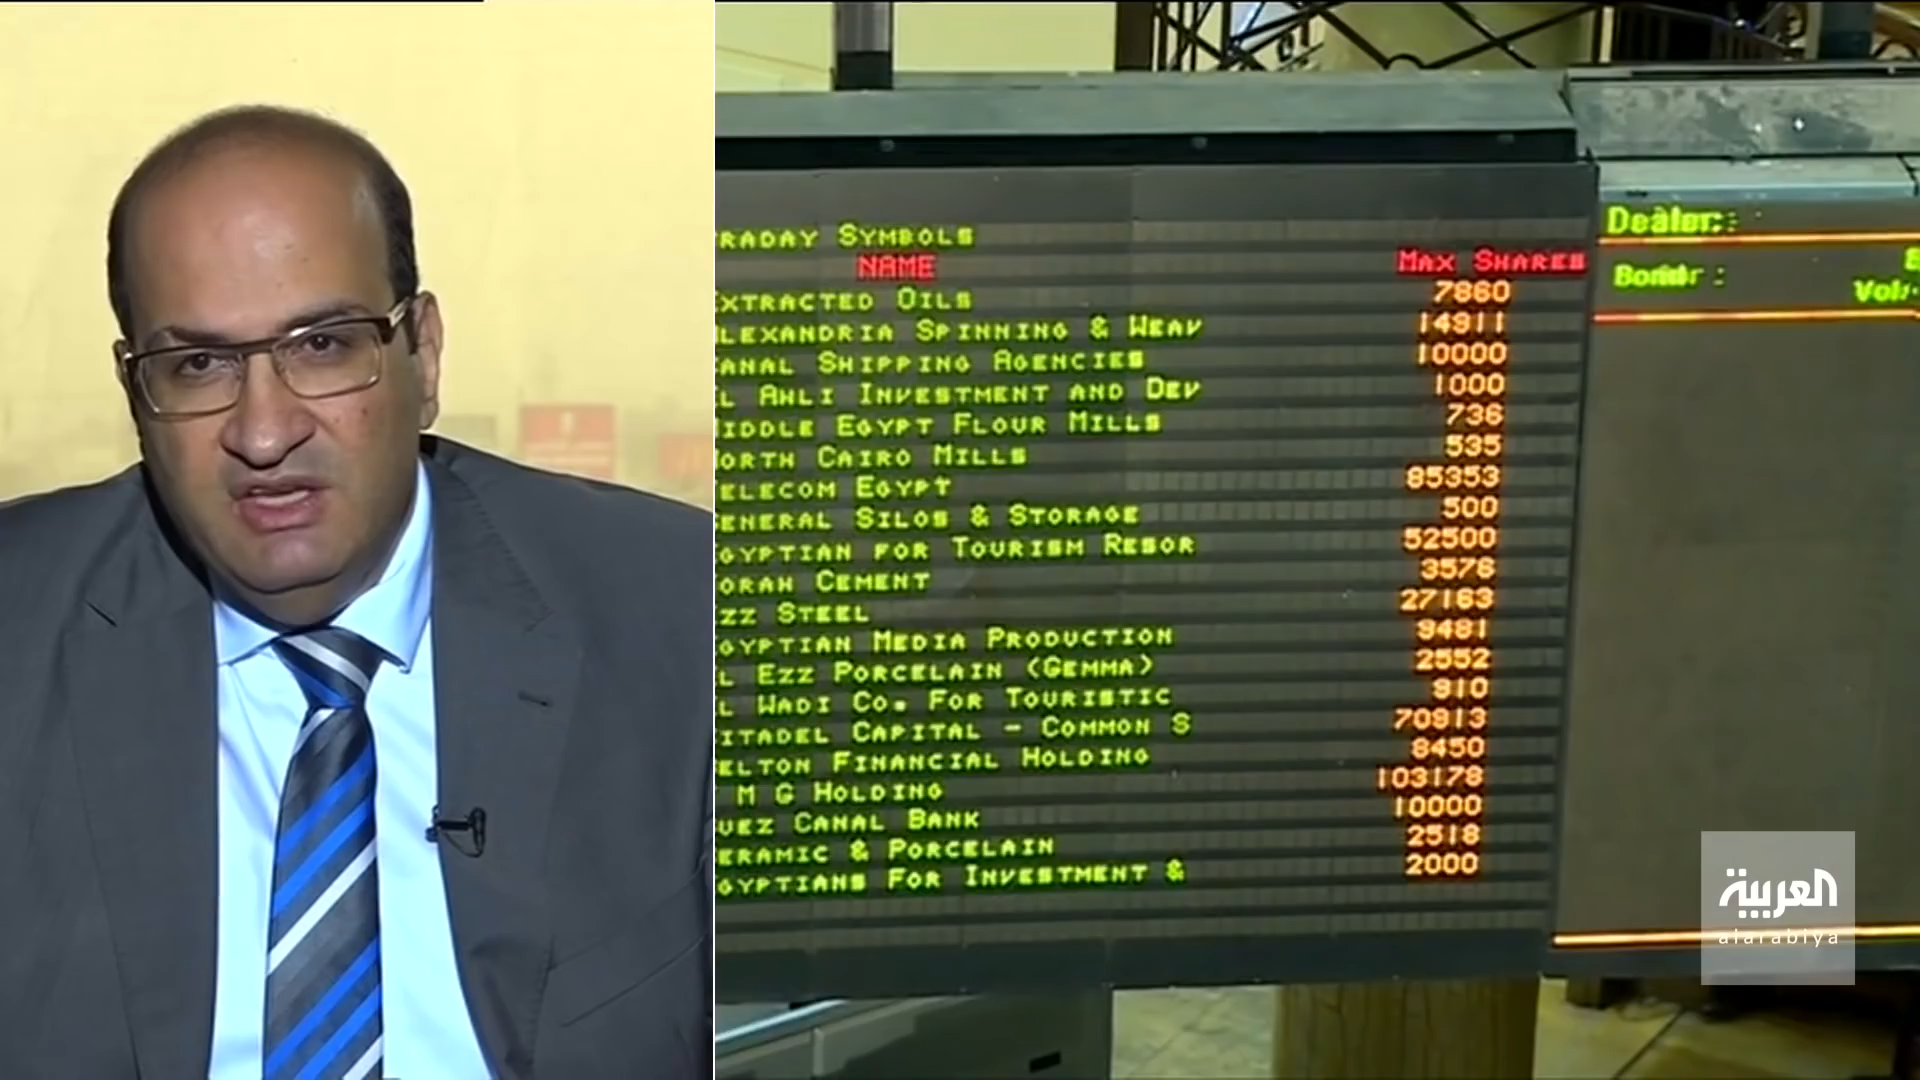 RADAY SYMBOLS
NAME MAX SHARES
EXTRACTED OILS 7860
LEXANDRIA SPINNING & WEAV 14911
ANAL SHIPPING AGENCIES 10000
L AHLI INVESTMENT AND DEV 1000
IDDLE EGYPT FLOUR MILLS 736
ORTH CAIRO MILLS 535
ELECOM EGYPT 85353
ENERAL SILOS & STORAGE 500
GYPTIAN FOR TOURISM RESOR 52500
ORAH CEMENT 3576
ZZ STEEL 27163
GYPTIAN MEDIA PRODUCTION 9481
L EZZ PORCELAIN (GEMMA) 2552
L WADI CO. FOR TOURISTIC 910
ITADEL CAPITAL - COMMON S 70913
ELTON FINANCIAL HOLDING 8450
M G HOLDING 103178
UEZ CANAL BANK 10000
ERAMIC & PORCELAIN 2518
GYPTIANS FOR INVESTMENT & 2000
Dealer:
Vol.
العربية
alarabiya